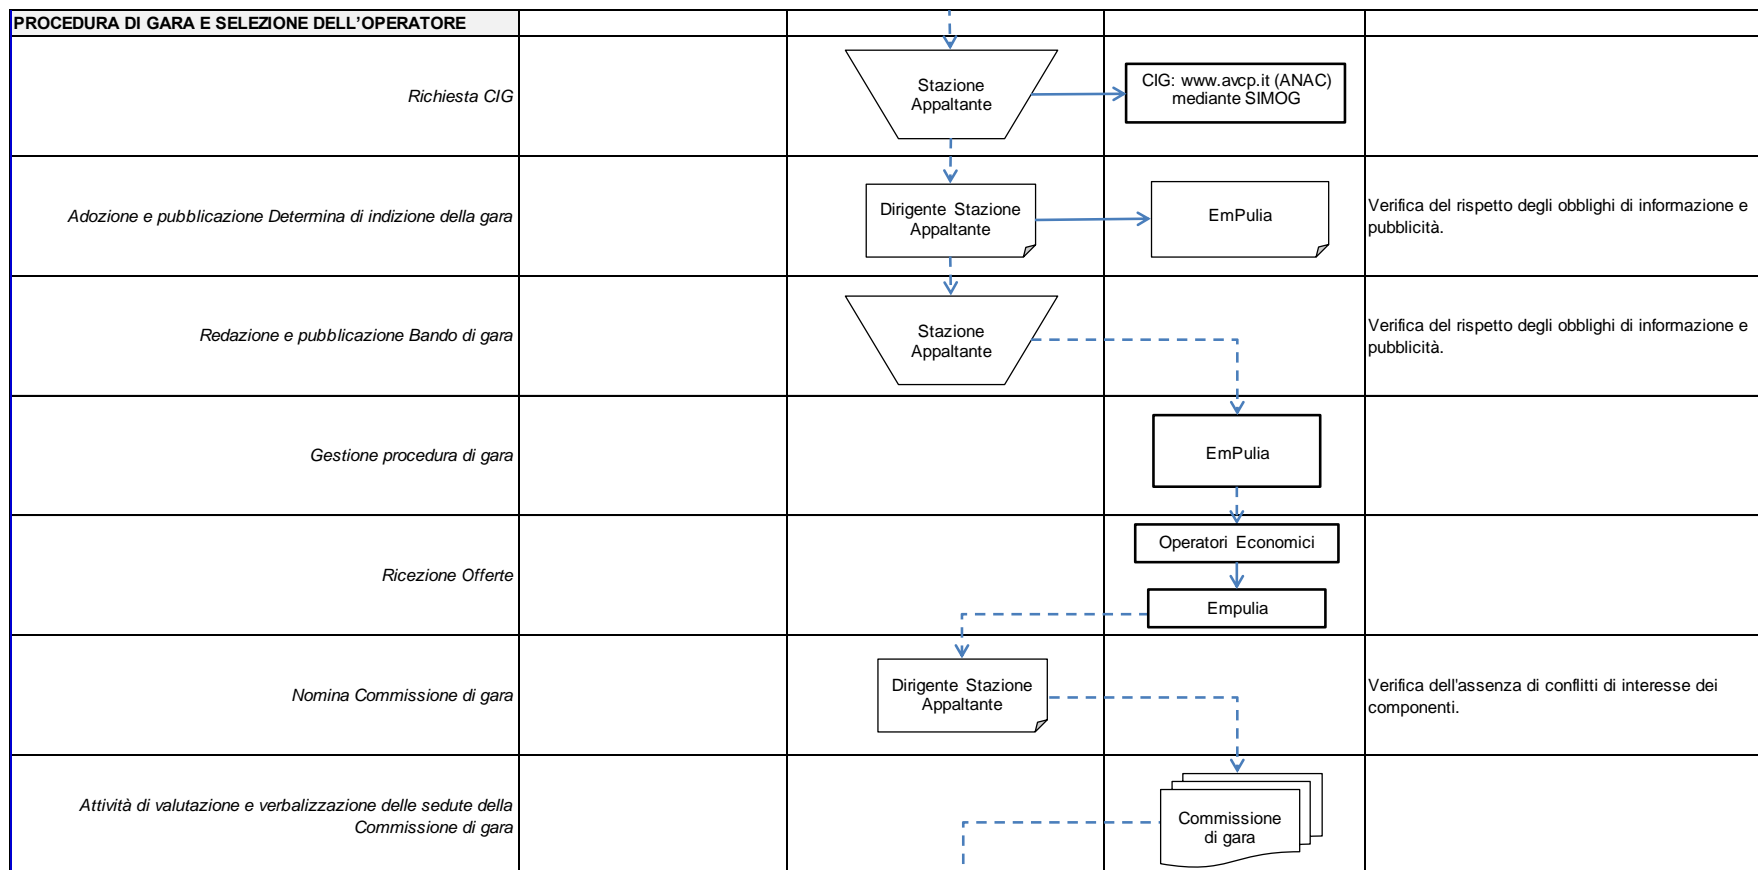 PROCEDURA DI GARA E SELEZIONE DELL'OPERATORE
Richiesta CIG
Stazione
Appaltante
CIG: www.avcp.it (ANAC)
mediante SIMOG
Adozione e pubblicazione Determina di indizione della gara
Dirigente Stazione
Appaltante
EmPulia
Verifica del rispetto degli obblighi di informazione e
pubblicità.
Redazione e pubblicazione Bando di gara
Stazione
Appaltante
Verifica del rispetto degli obblighi di informazione e
pubblicità.
Gestione procedura di gara
EmPulia
Ricezione Offerte
Operatori Economici
Empulia
Nomina Commissione di gara
Dirigente Stazione
Appaltante
Verifica dell'assenza di conflitti di interesse dei
componenti.
Attività di valutazione e verbalizzazione delle sedute della
Commissione di gara
Commissione
di gara